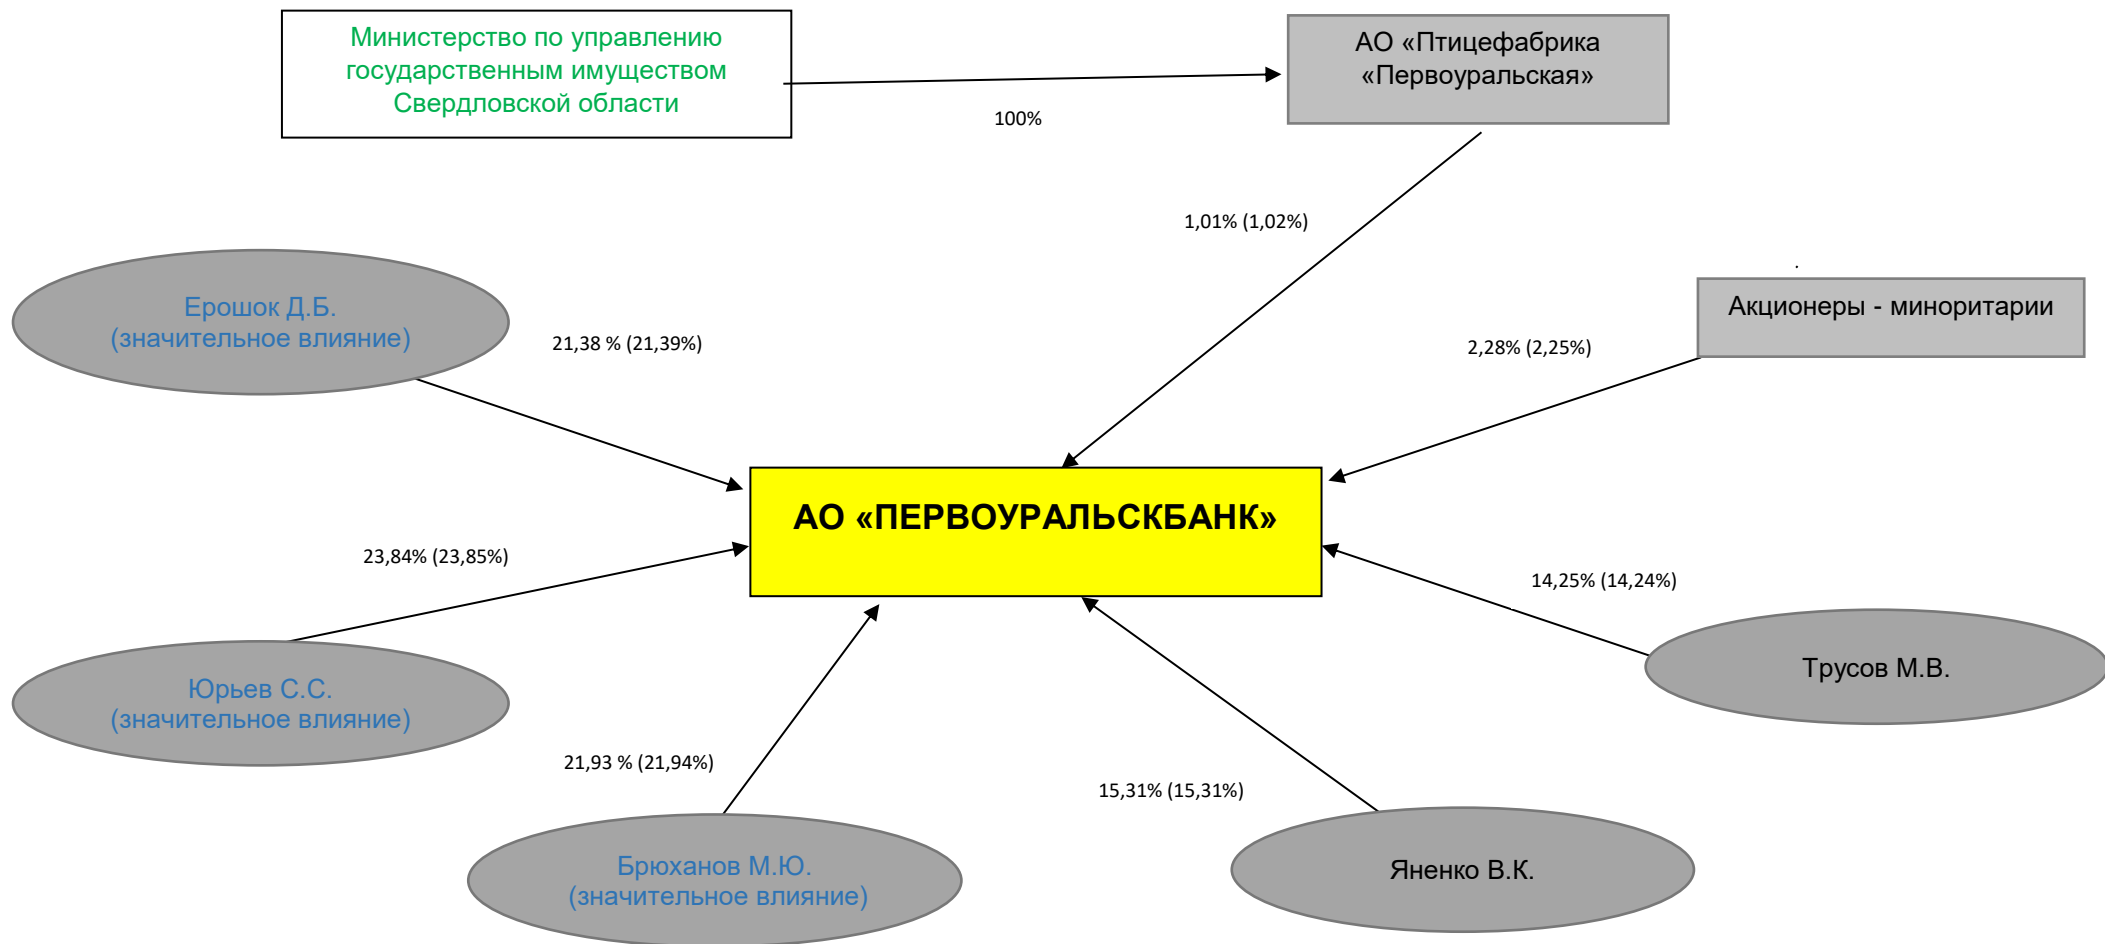 Министерство по управлению
государственным имуществом
Свердловской области
АО «Птицефабрика
«Первоуральская»
100%
1,01% (1,02%)
.
Ерошок Д.Б.
(значительное влияние)
21,38 % (21,39%)
Акционеры - миноритарии
2,28% (2,25%)
АО «ПЕРВОУРАЛЬСКБАНК»
23,84% (23,85%)
14,25% (14,24%)
Юрьев С.С.
(значительное влияние)
Трусов М.В.
21,93 % (21,94%)
15,31% (15,31%)
Брюханов М.Ю.
(значительное влияние)
Яненко В.К.